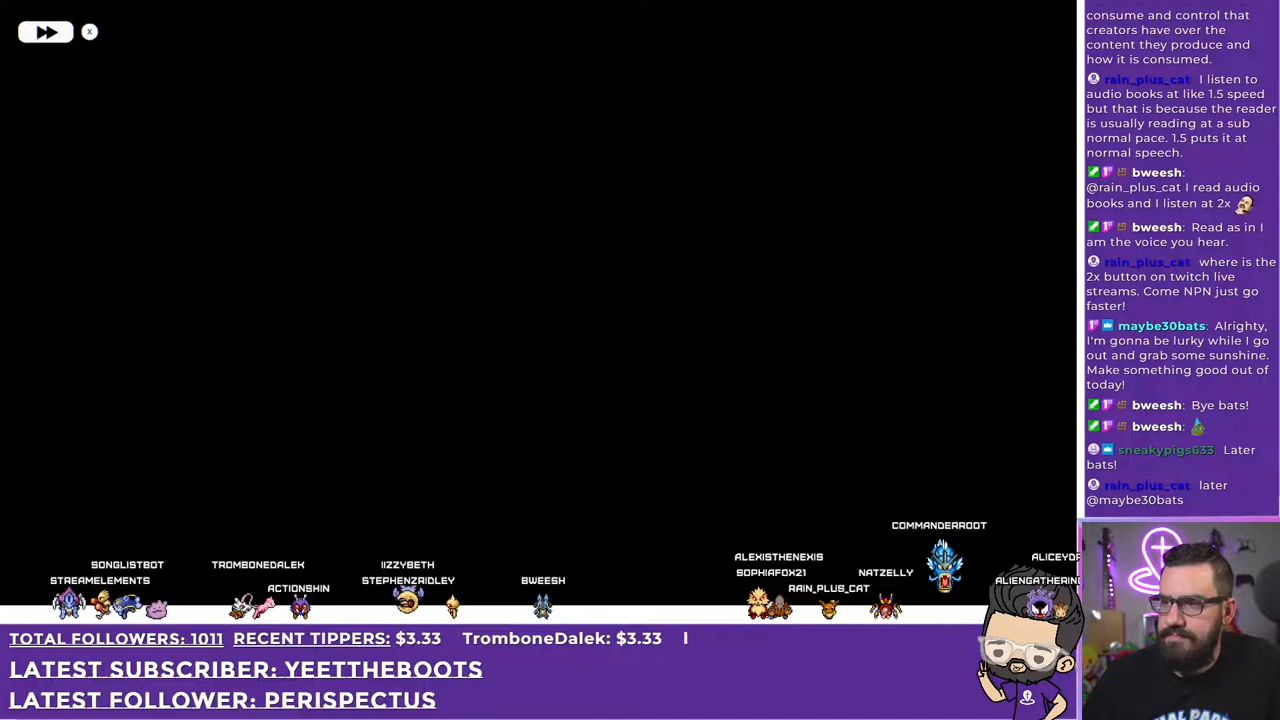 X
consume and control that
creators have over the
content they produce and
how it is consumed.
rain_plus_cat: I listen to
audio books at like 1.5 speed
but that is because the reader
is usually reading at a sub
normal pace. 1.5 puts it at
normal speech.
bweesh:
@rain_plus_cat I read audio
books and I listen at 2x
bweesh: Read as in I
am the voice you hear.
rain_plus_cat: where is the
2x button on twitch live
streams. Come NPN just go
faster!
maybe30bats: Alrighty,
I'm gonna be lurky while I go
out and grab some sunshine.
Make something good out of
today!
bweesh: Bye bats!
bweesh:
sneakypigs633 Later
bats!
rain_plus_cat: later
@maybe30bats
COMMANDERROOT
SONGLISTBOT TROMBONEDALEK IIZZYBETH ALEXISTHENEXIS
STREAMELEMENTS STEPHENZRIDLEY BWEESH SOPHIAFOX21 NATZELLY
ACTIONSHIN RAIN_PLUS_CAT ALIENGATHERING
TOTAL FOLLOWERS: 1011 RECENT TIPPERS: $3.33 TromboneDalek: $3.33
LATEST SUBSCRIBER: YEETTHEBOOTS
LATEST FOLLOWER: PERISPECTUS